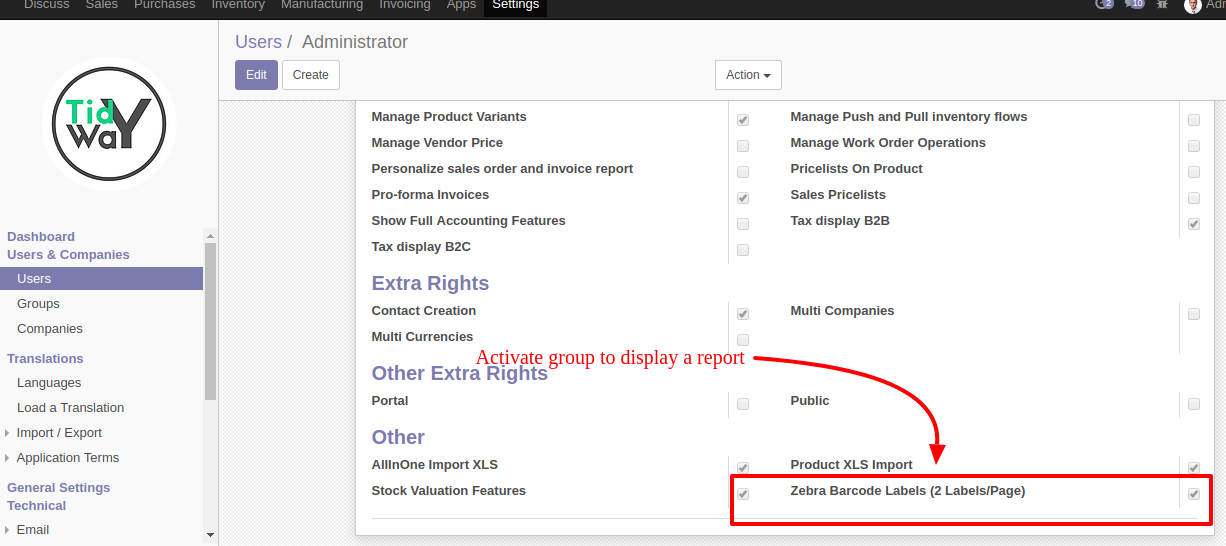 Discuss Sales Purchases Inventory Manufacturing Invoicing Apps Settings 2 10 Adr
Users / Administrator
Edit Create Action
Tid
waY
Dashboard
Users & Companies
Users
Groups
Companies
Translations
Languages
Load a Translation
Import / Export
Application Terms
General Settings
Technical
Email
Manage Product Variants Manage Push and Pull inventory flows
Manage Vendor Price Manage Work Order Operations
Personalize sales order and invoice report Pricelists On Product
Pro-forma Invoices Sales Pricelists
Show Full Accounting Features Tax display B2B
Tax display B2C
Extra Rights
Contact Creation Multi Companies
Multi Currencies
Activate group to display a report
Other Extra Rights
Portal Public
Other
AllInOne Import XLS Product XLS Import
Stock Valuation Features Zebra Barcode Labels (2 Labels/Page)